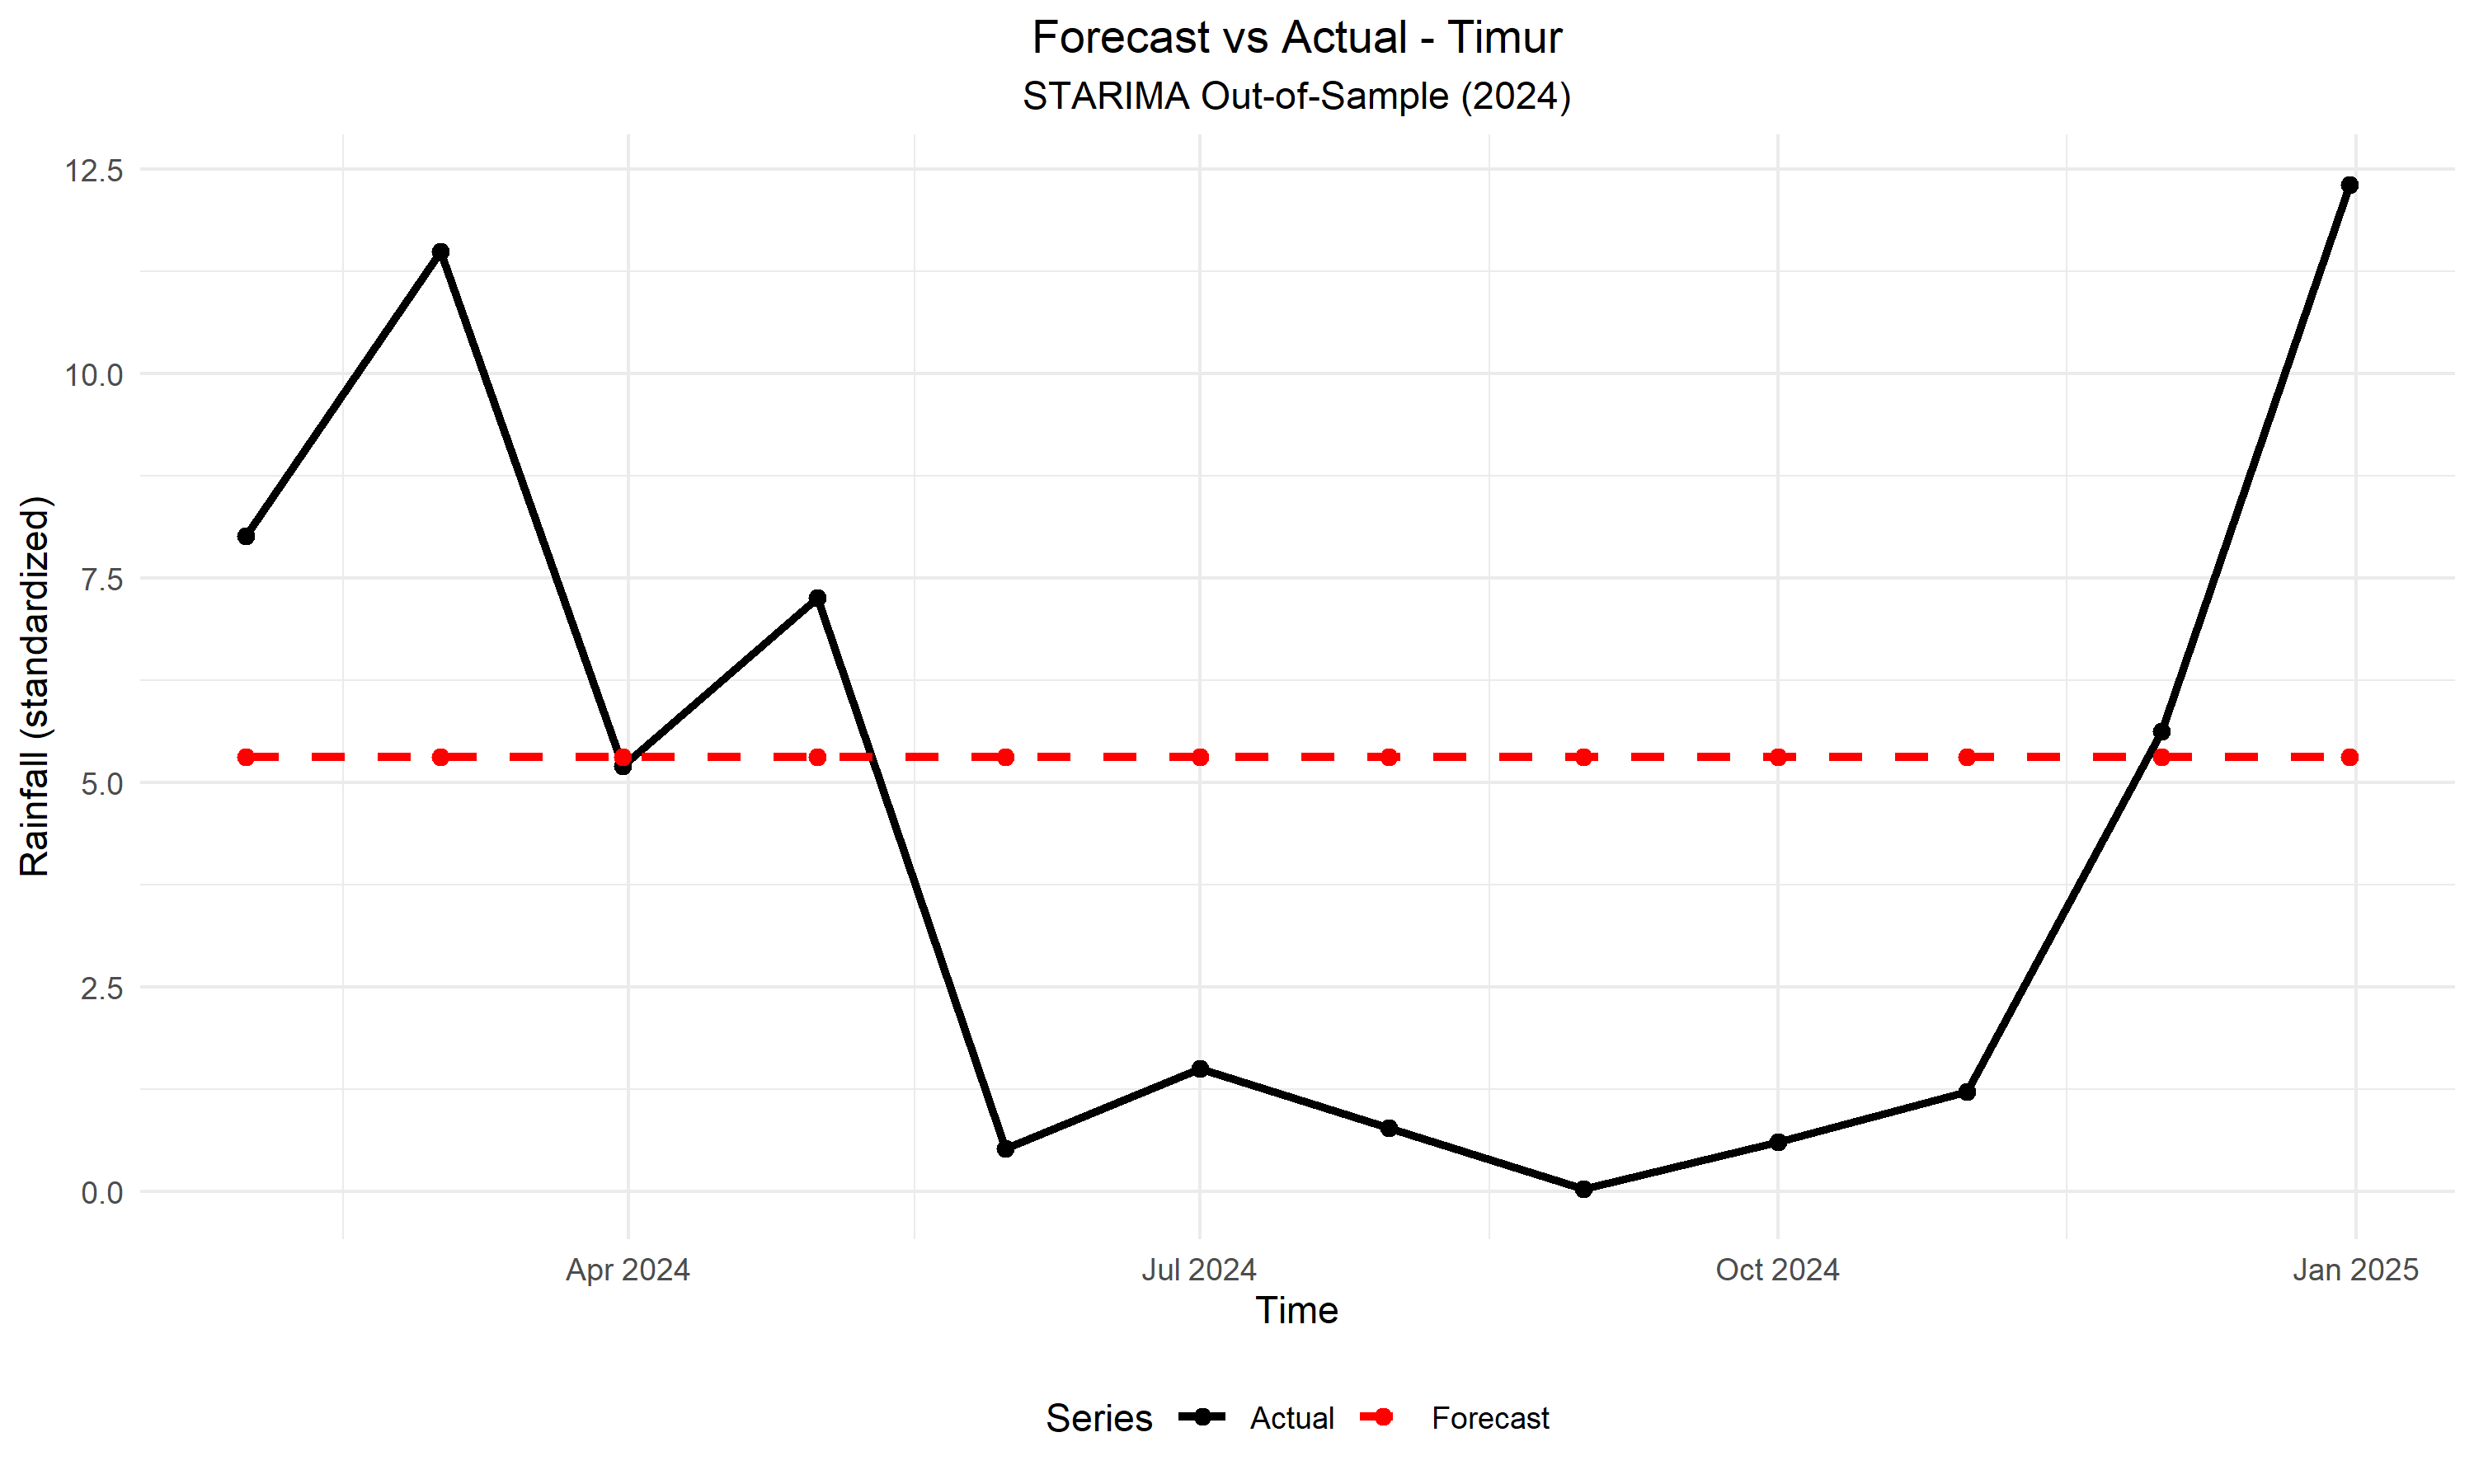 Forecast vs Actual - Timur
STARIMA Out-of-Sample (2024)
Rainfall (standardized)
12.5
10.0
7.5
5.0
2.5
0.0
Apr 2024 Jul 2024 Oct 2024 Jan 2025
Time
Series Actual Forecast